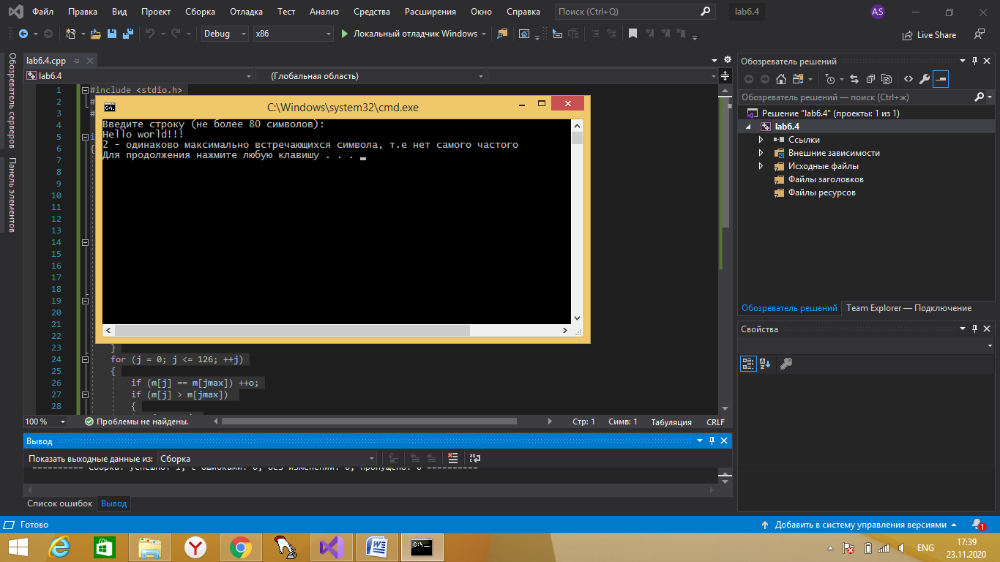 Файл Правка Вид Проект Сборка Отладка Тест Анализ Средства Расширения Окно Справка Поиск (Ctrl+Q) lab6.4 AS
Debug x86 Локальный отладчик Windows Live Share
Обозреватель серверов
Панель элементов
lab6.4.cpp
lab6.4 (Глобальная область)
1 #include <stdio.h>
2 #
3 #
4
5
6 {
7
8
9
10
11
12
13
14
15
16
17
18
19
20
21
22
23 }
24 for (j = 0; j <= 126; ++j)
25 {
26 if (m[j] == m[jmax]) ++o;
27 if (m[j] > m[jmax])
28 {
C:\Windows\system32\cmd.exe
Введите строку (не более 80 символов):
Hello world!!!
2 - одинаково максимально встречающихся символа, т.е нет самого частого
Для продолжения нажмите любую клавишу . . .
100 % Проблемы не найдены. Стр: 1 Симв: 1 Табуляция CRLF
Вывод
Показать выходные данные из: Сборка
========== Сборка: успешно: 1, с ошибками: 0, без изменений: 0, пропущено: 0 ==========
Список ошибок Вывод
Обозреватель решений
Обозреватель решений — поиск (Ctrl+ж)
Решение "lab6.4" (проекты: 1 из 1)
lab6.4
Ссылки
Внешние зависимости
Исходные файлы
Файлы заголовков
Файлы ресурсов
Обозреватель решений Team Explorer — Подключение
Свойства
Готово Добавить в систему управления версиями 1
ENG 17:39
23.11.2020